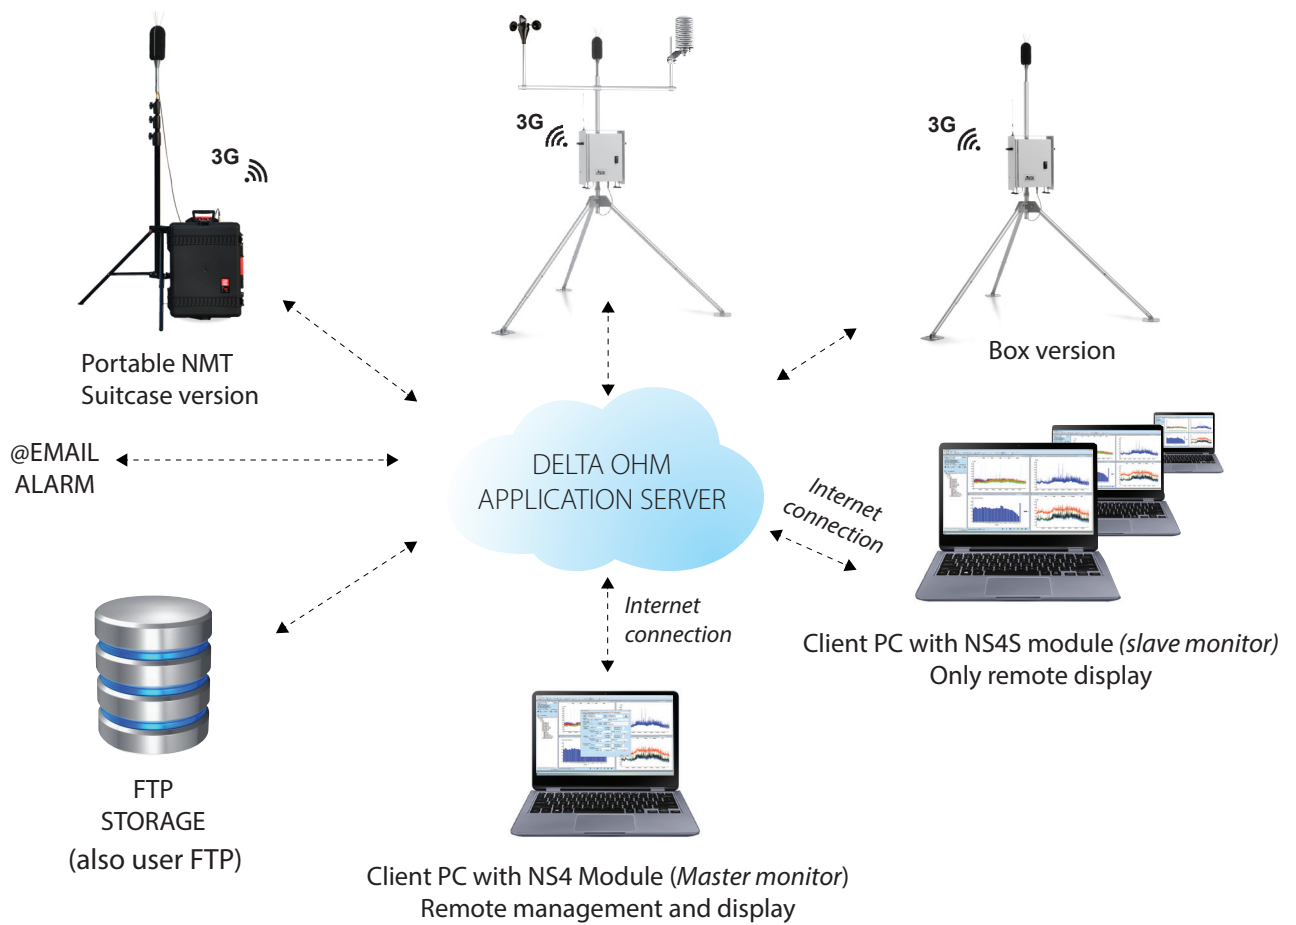 3G
3G
3G
Portable NMT
Suitcase version
Box version
@EMAIL
ALARM
DELTA OHM
APPLICATION SERVER
Internet
connection
Internet
connection
Client PC with NS4S module (slave monitor)
Only remote display
FTP
STORAGE
(also user FTP)
Client PC with NS4 Module (Master monitor)
Remote management and display